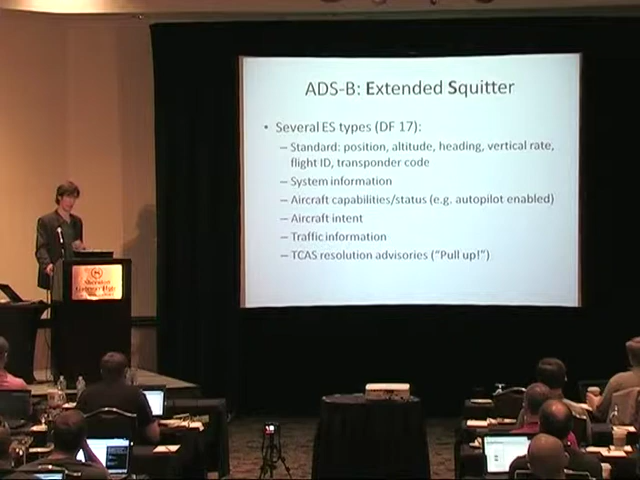 ADS-B: Extended Squitter
• Several ES types (DF 17):
– Standard: position, altitude, heading, vertical rate,
flight ID, transponder code
– System information
– Aircraft capabilities/status (e.g. autopilot enabled)
– Aircraft intent
– Traffic information
– TCAS resolution advisories ("Pull up!")
Sheraton